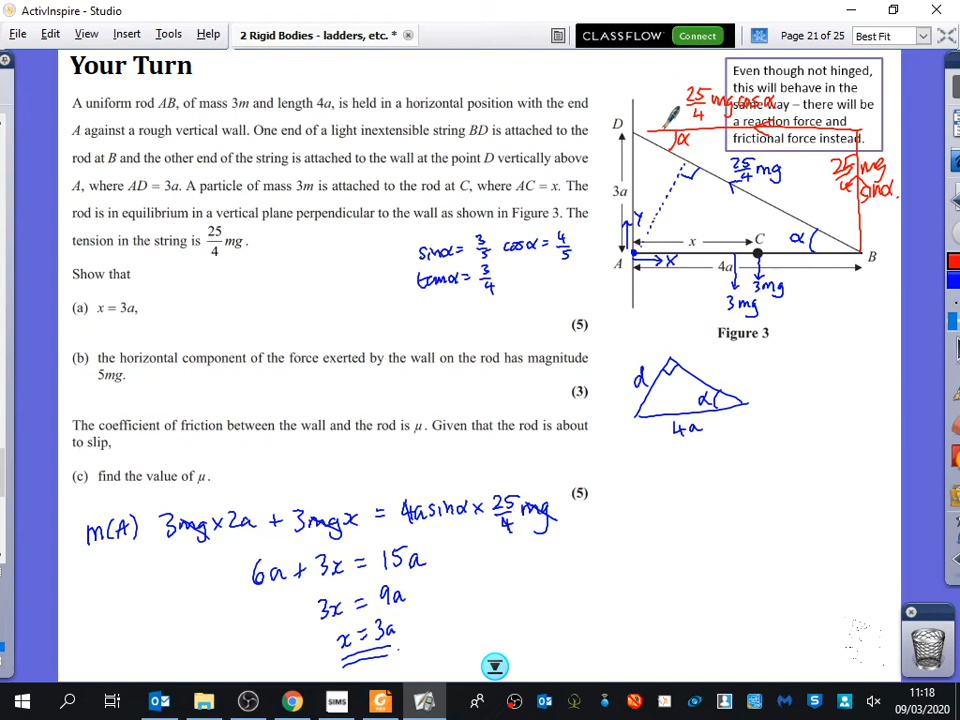 ActivInspire - Studio
File Edit View Insert Tools Help
2 Rigid Bodies - ladders, etc. *
CLASSFLOW Connect
Page 21 of 25
Best Fit
Your Turn
A uniform rod AB, of mass 3m and length 4a, is held in a horizontal position with the end
A against a rough vertical wall. One end of a light inextensible string BD is attached to the
rod at B and the other end of the string is attached to the wall at the point D vertically above
A, where AD = 3a. A particle of mass 3m is attached to the rod at C, where AC = x. The
rod is in equilibrium in a vertical plane perpendicular to the wall as shown in Figure 3. The
tension in the string is 25/4 mg.
sinα = 3/5 cosα = 4/5
tanα = 3/4
Show that
(a) x = 3a,
(5)
(b) the horizontal component of the force exerted by the wall on the rod has magnitude
5mg.
(3)
The coefficient of friction between the wall and the rod is μ. Given that the rod is about
to slip,
(c) find the value of μ.
(5)
M(A) 3mg×2a + 3mgx = 4a sinα × 25/4 mg
6a + 3x = 15a
3x = 9a
x = 3a
Even though not hinged,
this will behave in the
same way – there will be
a reaction force and
frictional force instead.
25/4 mg cosα
D
α
25/4 mg
25/4 mg
sinα.
3a
Y
x
C
α
B
A
X
4a
3mg
3mg
Figure 3
d
α
4a
SIMS
11:18
09/03/2020